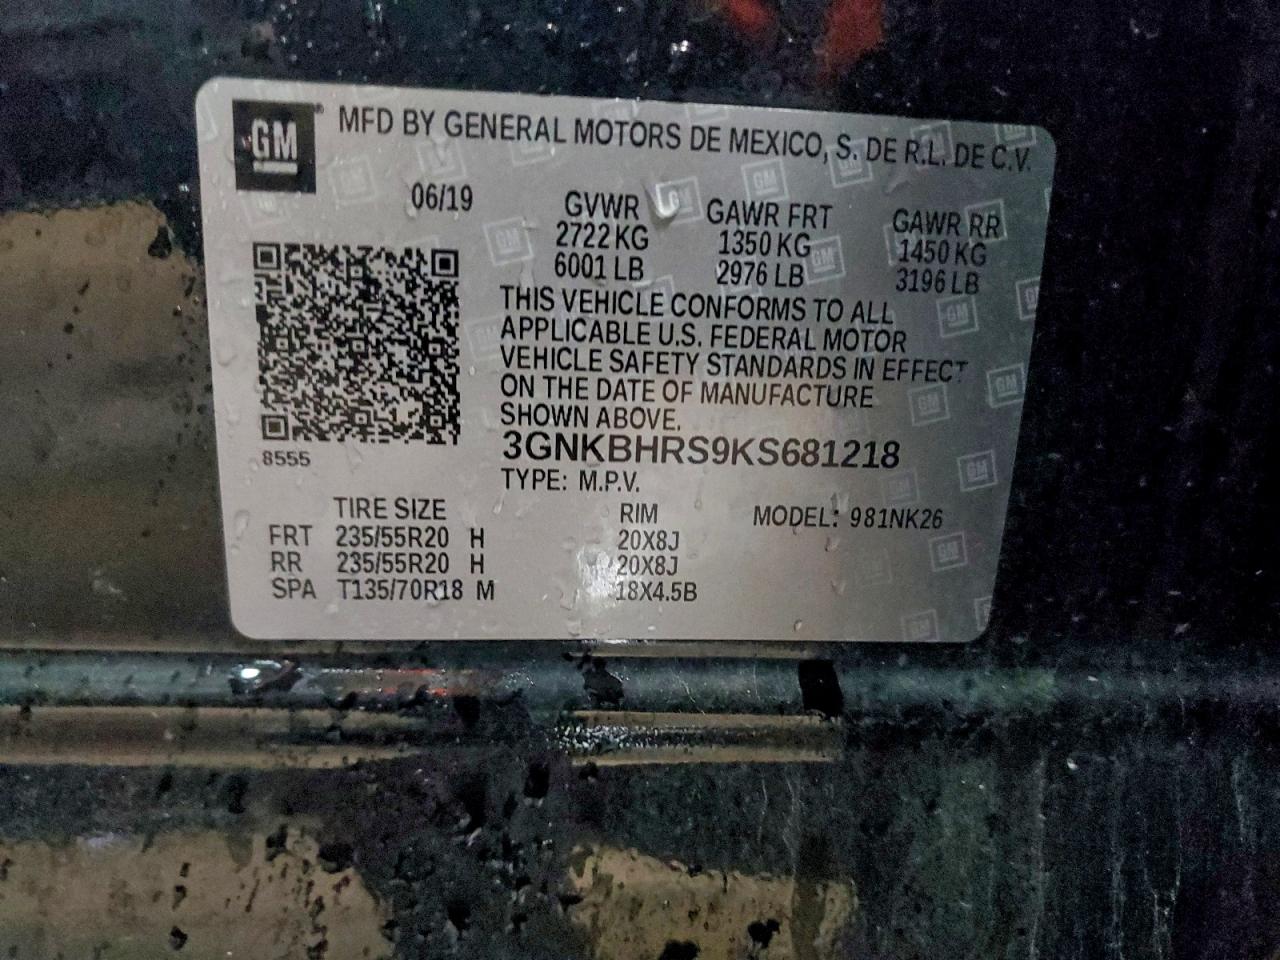 GM
MFD BY GENERAL MOTORS DE MEXICO, S. DE R.L. DE C.V.
06/19 GVWR GAWR FRT GAWR RR
2722 KG 1350 KG 1450 KG
6001 LB 2976 LB 3196 LB
THIS VEHICLE CONFORMS TO ALL
APPLICABLE U.S. FEDERAL MOTOR
VEHICLE SAFETY STANDARDS IN EFFECT
ON THE DATE OF MANUFACTURE
SHOWN ABOVE.
8555
3GNKBHRS9KS681218
TYPE: M.P.V.
TIRE SIZE RIM MODEL: 981NK26
FRT 235/55R20 H 20X8J
RR 235/55R20 H 20X8J
SPA T135/70R18 M 18X4.5B